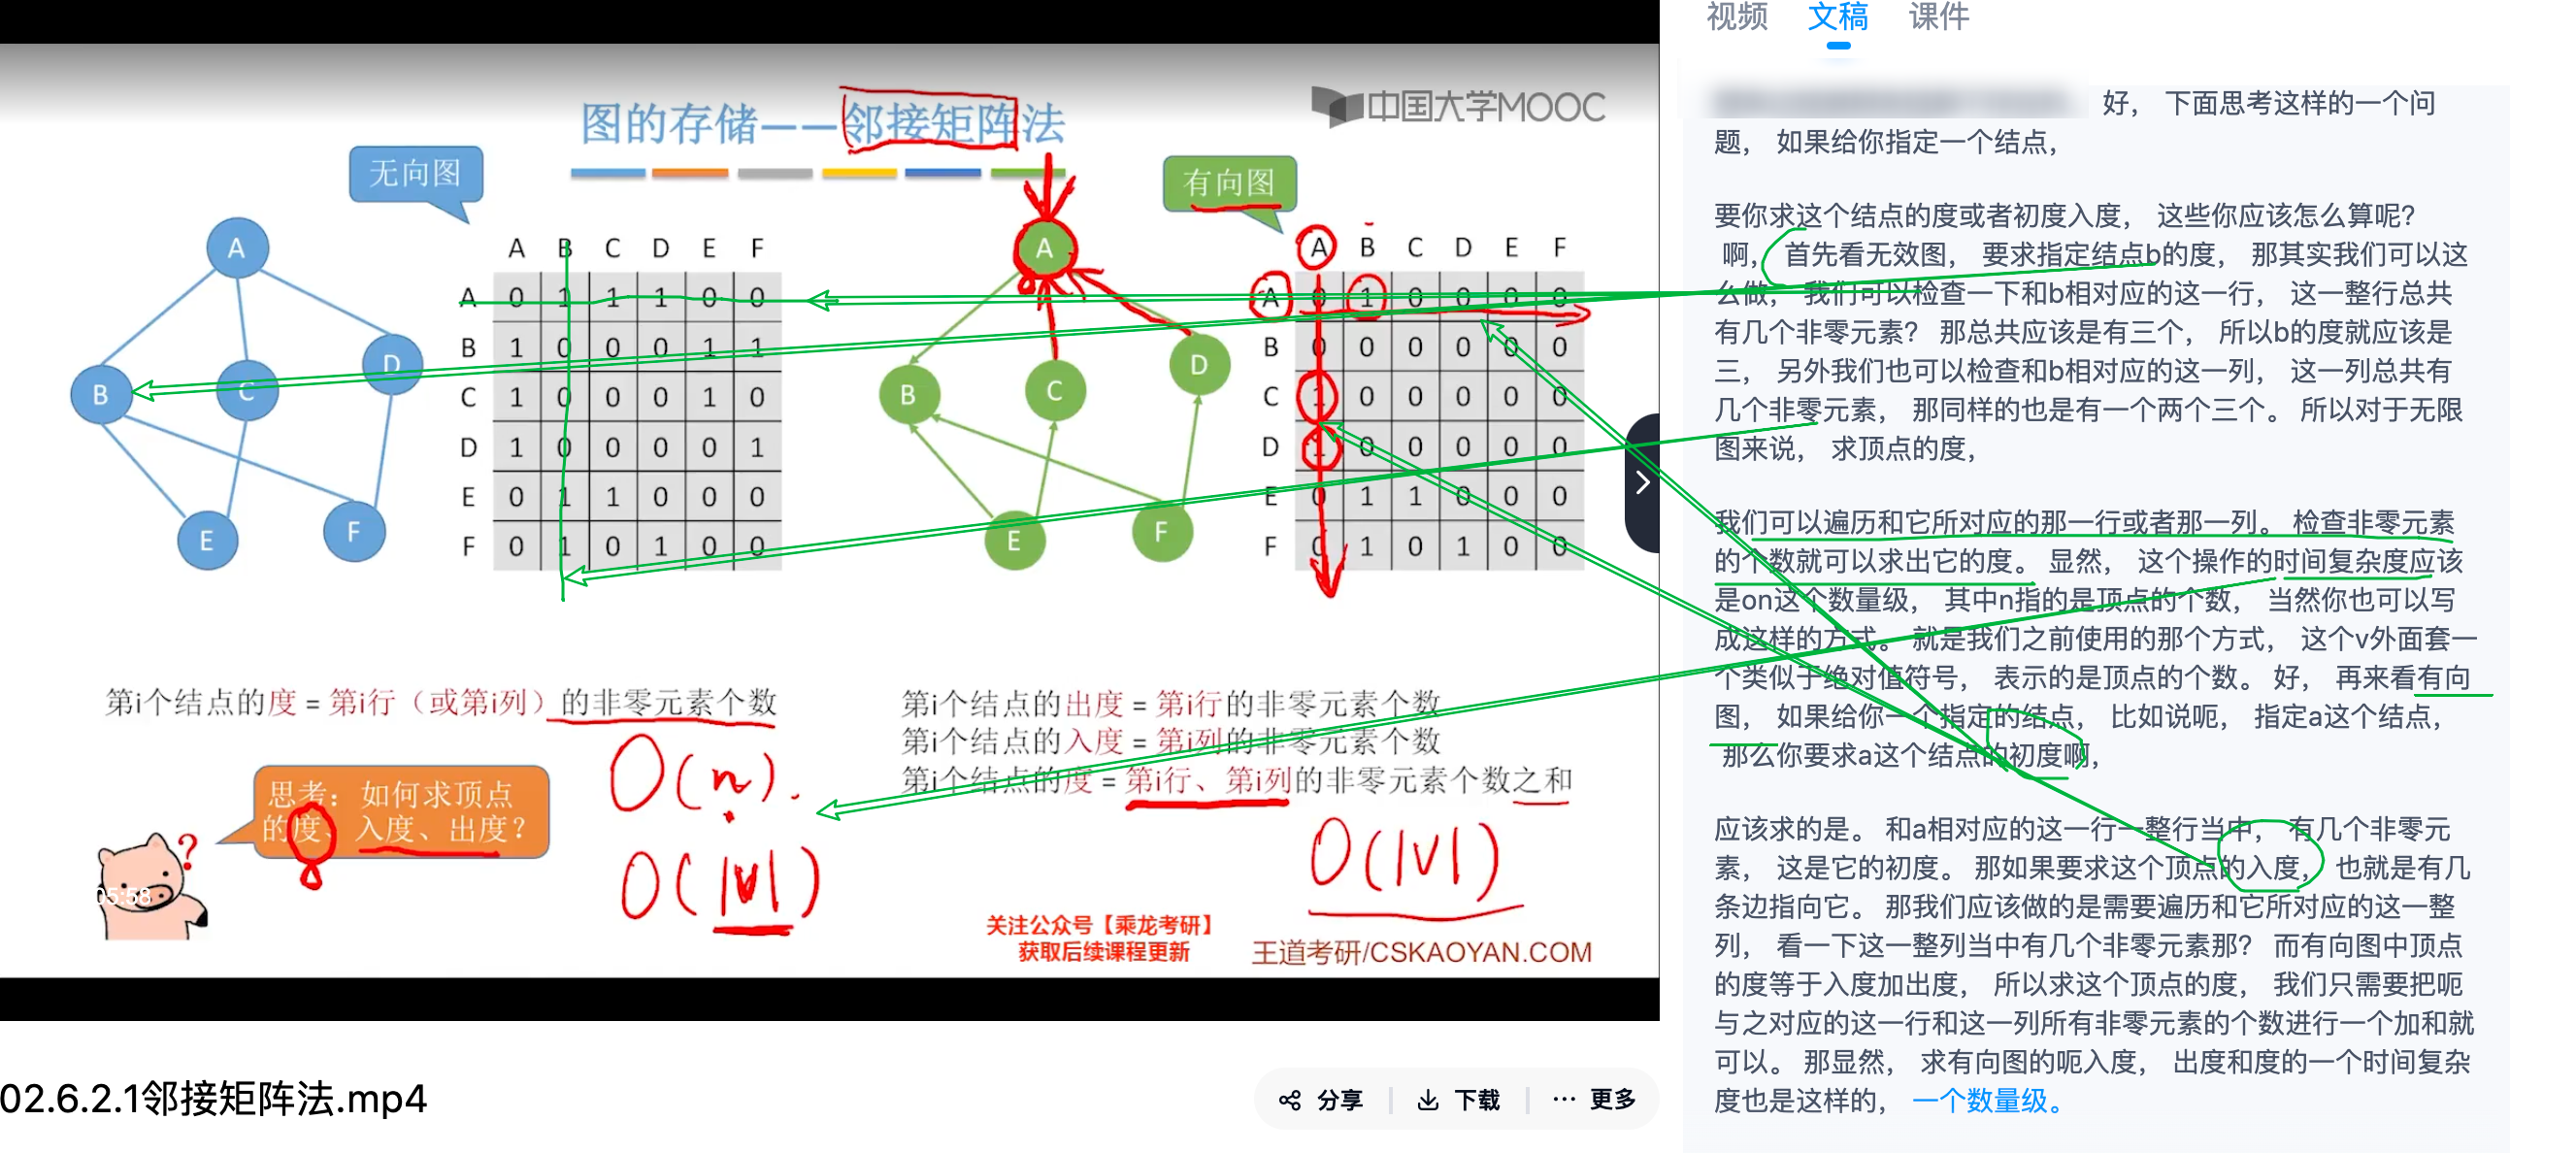 视频 文稿 课件
图的存储——邻接矩阵法
中国大学MOOC
无向图
有向图
A
B
C
D
E
F
A B C D E F
A 0 1 1 1 0 0
B 1 0 0 0 1 1
C 1 0 0 0 1 0
D 1 0 0 0 0 1
E 0 1 1 0 0 0
F 0 1 0 1 0 0
A
B
C
D
E
F
A B C D E F
A 0 1 0 0 0 0
B 0 0 0 0 0 0
C 1 0 0 0 0 0
D 1 0 0 0 0 0
E 0 1 1 0 0 0
F 0 1 0 1 0 0
第i个结点的度 = 第i行（或第i列）的非零元素个数
第i个结点的出度 = 第i行的非零元素个数
第i个结点的入度 = 第i列的非零元素个数
第i个结点的度 = 第i行、第i列的非零元素个数之和
O(n).
O(|V|)
O(|V|)
思考：如何求顶点
的度、入度、出度？
?
05:58
关注公众号【乘龙考研】
获取后续课程更新
王道考研/CSKAOYAN.COM
02.6.2.1邻接矩阵法.mp4
分享 下载 更多
好， 下面思考这样的一个问
题， 如果给你指定一个结点，
要你求这个结点的度或者初度入度， 这些你应该怎么算呢？
啊， 首先看无效图， 要求指定结点b的度， 那其实我们可以这
么做， 我们可以检查一下和b相对应的这一行， 这一整行总共
有几个非零元素？ 那总共应该是有三个， 所以b的度就应该是
三， 另外我们也可以检查和b相对应的这一列， 这一列总共有
几个非零元素， 那同样的也是有一个两个三个。 所以对于无限
图来说， 求顶点的度，
我们可以遍历和它所对应的那一行或者那一列。 检查非零元素
的个数就可以求出它的度。 显然， 这个操作的时间复杂度应该
是on这个数量级， 其中n指的是顶点的个数， 当然你也可以写
成这样的方式。 就是我们之前使用的那个方式， 这个v外面套一
个类似于绝对值符号， 表示的是顶点的个数。 好， 再来看有向
图， 如果给你一个指定的结点， 比如说呃， 指定a这个结点，
那么你要求a这个结点的初度啊，
应该求的是。 和a相对应的这一行一整行当中， 有几个非零元
素， 这是它的初度。 那如果要求这个顶点的入度， 也就是有几
条边指向它。 那我们应该做的是需要遍历和它所对应的这一整
列， 看一下这一整列当中有几个非零元素那？ 而有向图中顶点
的度等于入度加出度， 所以求这个顶点的度， 我们只需要把呃
与之对应的这一行和这一列所有非零元素的个数进行一个加和就
可以。 那显然， 求有向图的呃入度， 出度和度的一个时间复杂
度也是这样的， 一个数量级。